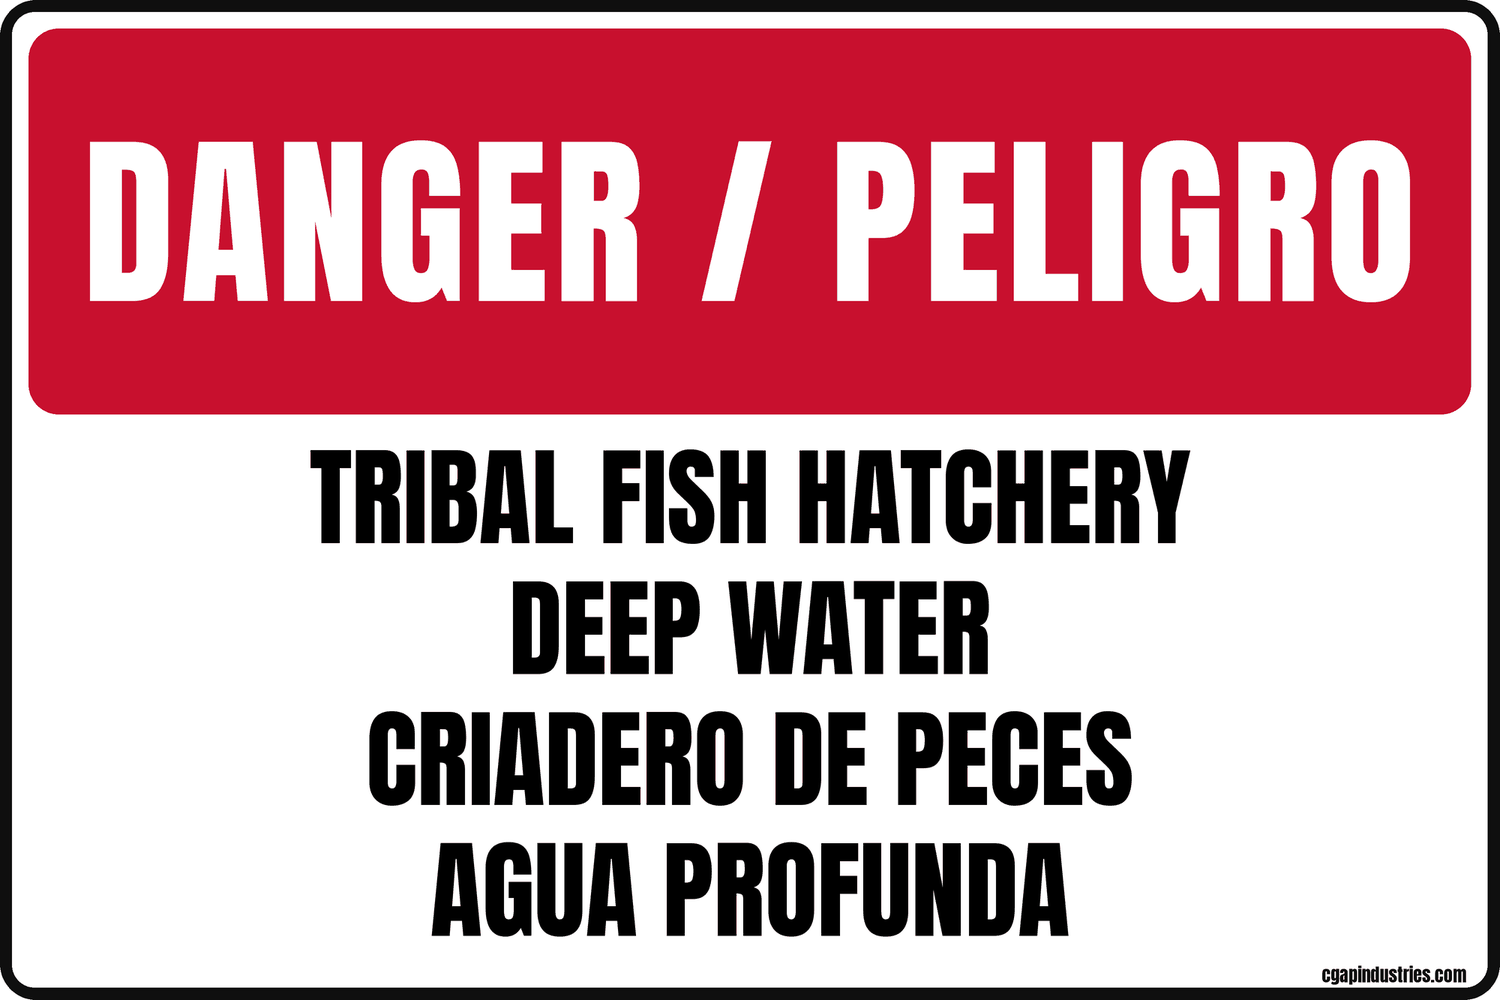 DANGER / PELIGRO
TRIBAL FISH HATCHERY
DEEP WATER
CRIADERO DE PECES
AGUA PROFUNDA
cgapindustries.com